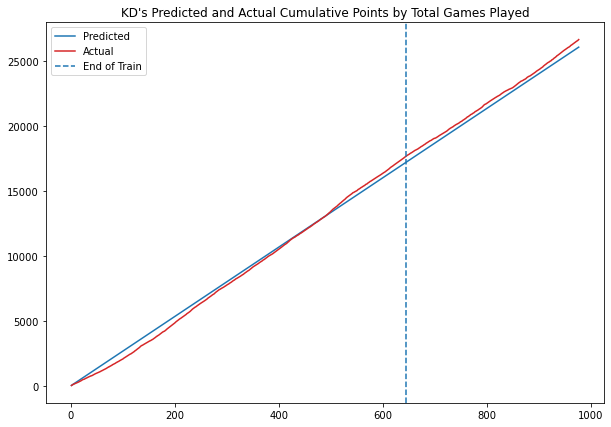 KD's Predicted and Actual Cumulative Points by Total Games Played
Predicted
Actual
End of Train
25000
20000
15000
10000
5000
0
0 200 400 600 800 1000